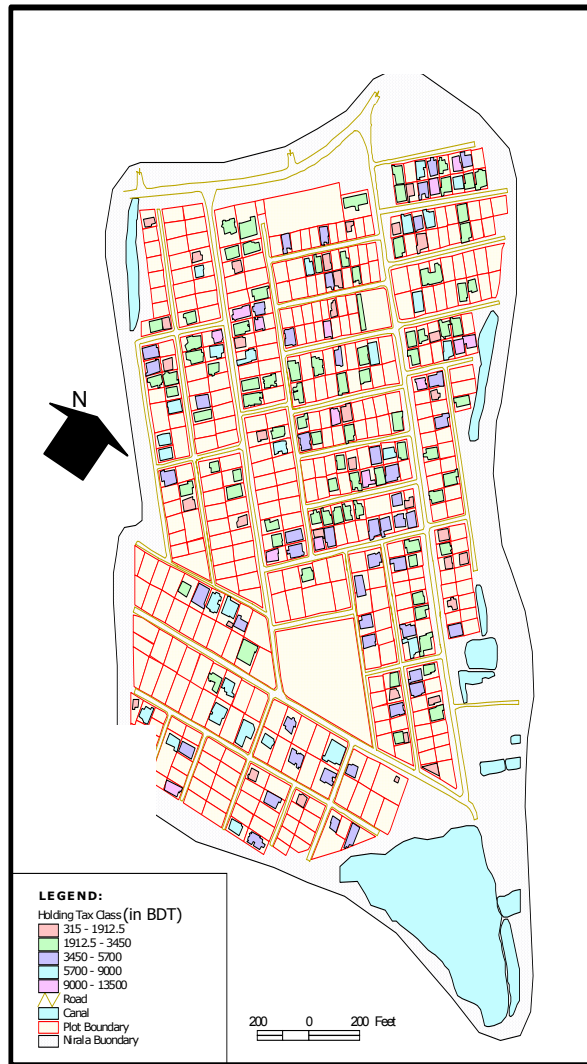 N
LEGEND:
Holding Tax Class (in BDT)
315 - 1912.5
1912.5 - 3450
3450 - 5700
5700 - 9000
9000 - 13500
Road
Canal
Plot Boundary
Nirala Buondary
200 0 200 Feet